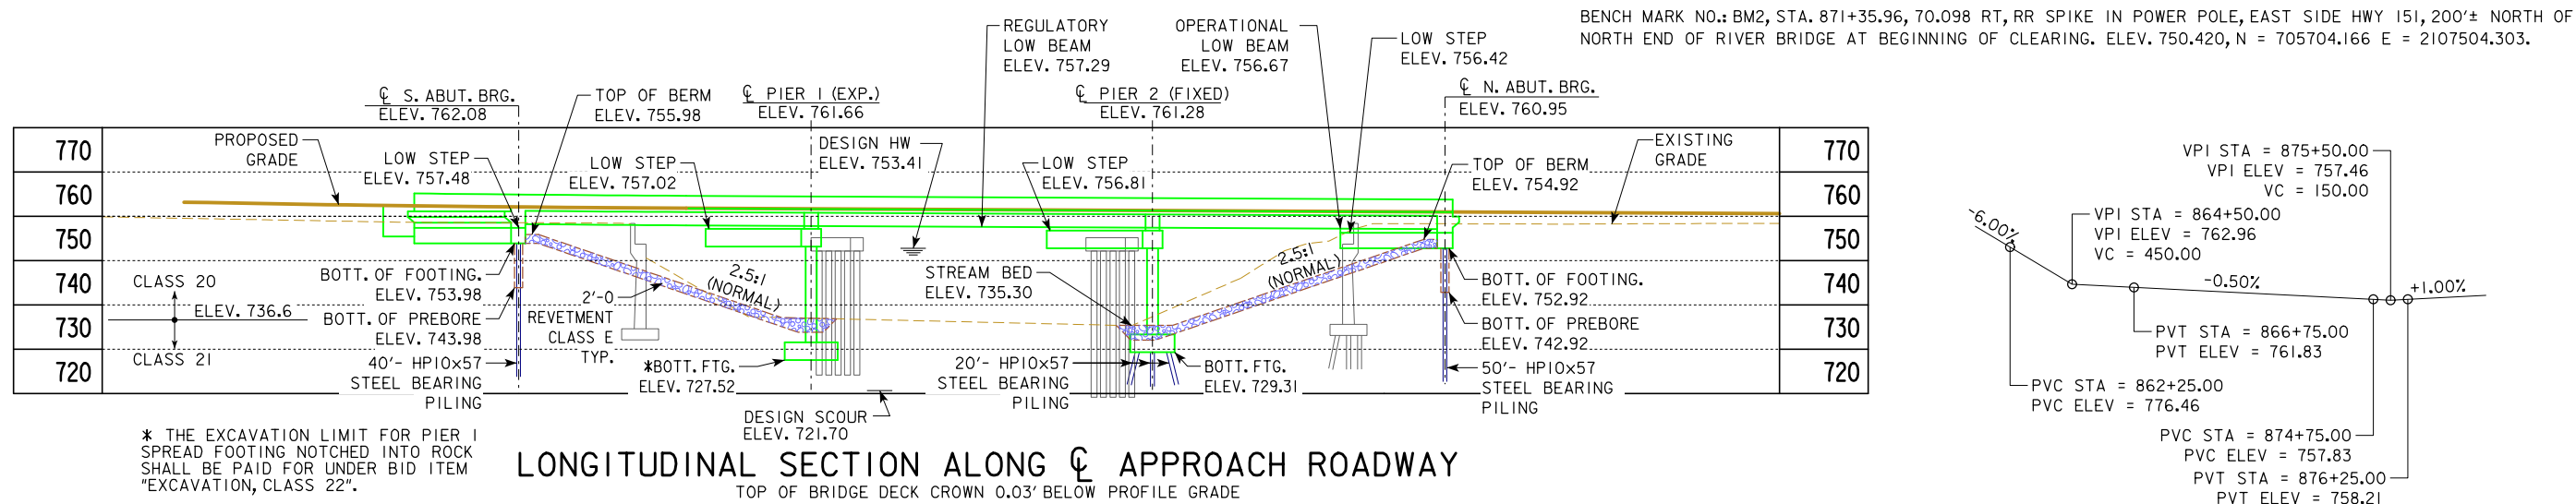 BENCH MARK NO.: BM2, STA. 871+35.96, 70.098 RT, RR SPIKE IN POWER POLE, EAST SIDE HWY 151, 200'± NORTH OF
NORTH END OF RIVER BRIDGE AT BEGINNING OF CLEARING. ELEV. 750.420, N = 705704.166 E = 2107504.303.
REGULATORY
LOW BEAM
ELEV. 757.29
OPERATIONAL
LOW BEAM
ELEV. 756.67
LOW STEP
ELEV. 756.42
℄ S. ABUT. BRG.
ELEV. 762.08
TOP OF BERM
ELEV. 755.98
℄ PIER 1 (EXP.)
ELEV. 761.66
℄ PIER 2 (FIXED)
ELEV. 761.28
℄ N. ABUT. BRG.
ELEV. 760.95
770
760
750
740
730
720
PROPOSED
GRADE
LOW STEP
ELEV. 757.48
LOW STEP
ELEV. 757.02
DESIGN HW
ELEV. 753.41
LOW STEP
ELEV. 756.81
TOP OF BERM
ELEV. 754.92
EXISTING
GRADE
770
760
750
740
730
720
CLASS 20
ELEV. 736.6
CLASS 21
BOTT. OF FOOTING.
ELEV. 753.98
BOTT. OF PREBORE
ELEV. 743.98
40'- HP10x57
STEEL BEARING
PILING
2'-0
REVETMENT
CLASS E
TYP.
2.5:1
(NORMAL)
*BOTT. FTG.
ELEV. 727.52
DESIGN SCOUR
ELEV. 721.70
STREAM BED
ELEV. 735.30
20'- HP10x57
STEEL BEARING
PILING
BOTT. FTG.
ELEV. 729.31
2.5:1
(NORMAL)
BOTT. OF FOOTING.
ELEV. 752.92
BOTT. OF PREBORE
ELEV. 742.92
50'- HP10x57
STEEL BEARING
PILING
* THE EXCAVATION LIMIT FOR PIER 1
SPREAD FOOTING NOTCHED INTO ROCK
SHALL BE PAID FOR UNDER BID ITEM
"EXCAVATION, CLASS 22".
LONGITUDINAL SECTION ALONG ℄ APPROACH ROADWAY
TOP OF BRIDGE DECK CROWN 0.03' BELOW PROFILE GRADE
VPI STA = 875+50.00
VPI ELEV = 757.46
VC = 150.00
-6.00%
VPI STA = 864+50.00
VPI ELEV = 762.96
VC = 450.00
-0.50%
+1.00%
PVT STA = 866+75.00
PVT ELEV = 761.83
PVC STA = 862+25.00
PVC ELEV = 776.46
PVC STA = 874+75.00
PVC ELEV = 757.83
PVT STA = 876+25.00
PVT ELEV = 758.21